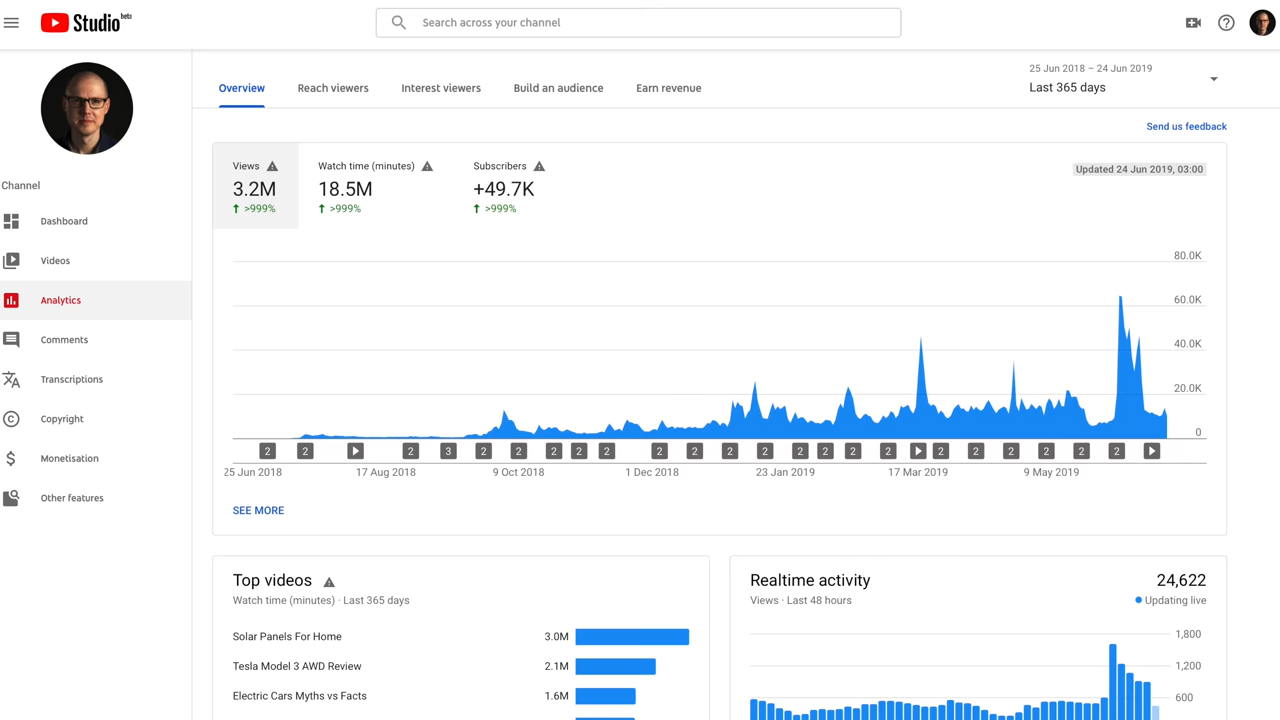 Studio beta
Search across your channel
25 Jun 2018 – 24 Jun 2019
Last 365 days
Overview
Reach viewers
Interest viewers
Build an audience
Earn revenue
Send us feedback
Channel
Dashboard
Videos
Analytics
Comments
Transcriptions
Copyright
Monetisation
Other features
Views
3.2M
>999%
Watch time (minutes)
18.5M
>999%
Subscribers
+49.7K
>999%
Updated 24 Jun 2019, 03:00
80.0K
60.0K
40.0K
20.0K
0
2 2 2 3 2 2 2 2 2 2 2 2 2 2 2 2 2 2 2 2 2 2 2
25 Jun 2018 17 Aug 2018 9 Oct 2018 1 Dec 2018 23 Jan 2019 17 Mar 2019 9 May 2019
SEE MORE
Top videos
Watch time (minutes) · Last 365 days
Solar Panels For Home 3.0M
Tesla Model 3 AWD Review 2.1M
Electric Cars Myths vs Facts 1.6M
Realtime activity 24,622
Views · Last 48 hours Updating live
1,800
1,200
600